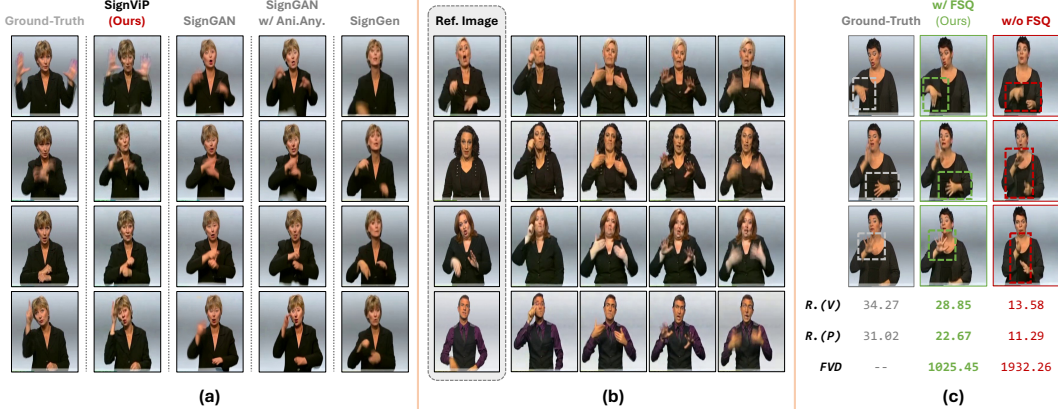 Ground-Truth
SignViP
(Ours)
SignGAN
SignGAN
w/ Ani.Any.
SignGen
(a)
Ref. Image
(b)
Ground-Truth
w/ FSQ
(Ours)
w/o FSQ
R.(V) 34.27 28.85 13.58
R.(P) 31.02 22.67 11.29
FVD -- 1025.45 1932.26
(c)